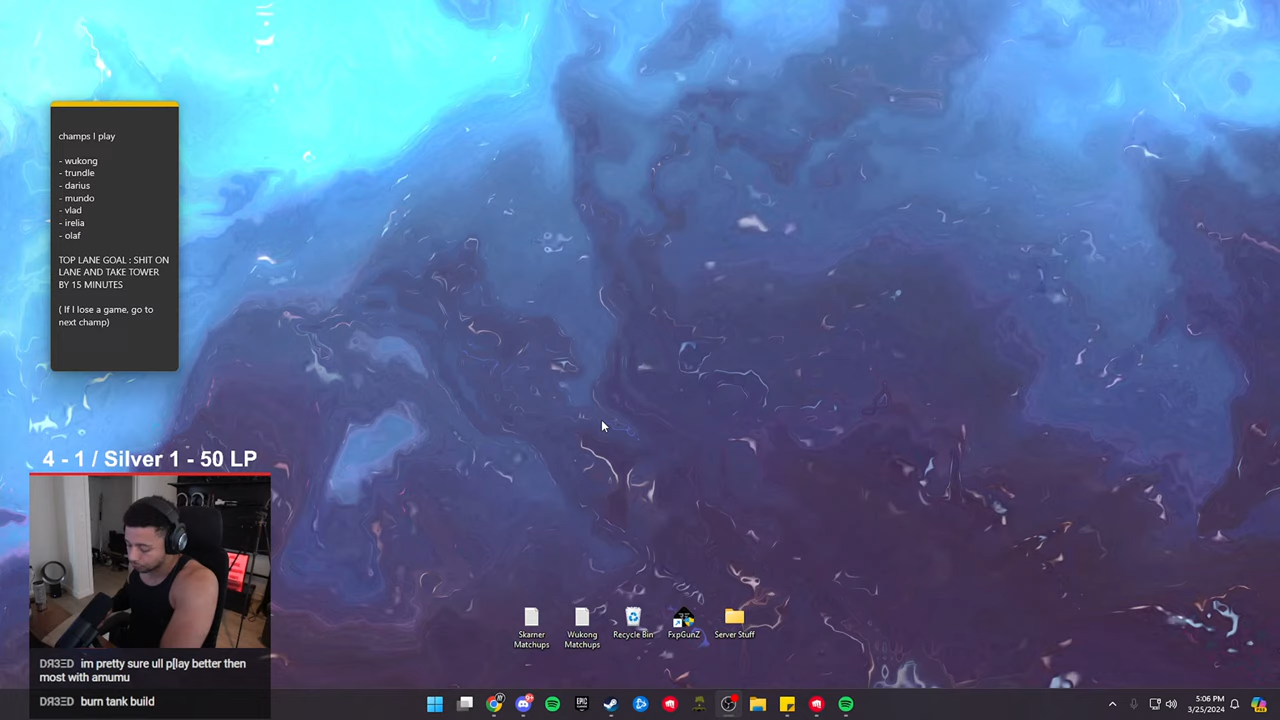 champs I play
- wukong
- trundle
- darius
- mundo
- vlad
- irelia
- olaf
TOP LANE GOAL : SHIT ON
LANE AND TAKE TOWER
BY 15 MINUTES
( If I lose a game, go to
next champ)
4 - 1 / Silver 1 - 50 LP
DЯ3ΞD im pretty sure ull p[lay better then
most with amumu
DЯ3ΞD burn tank build
Skarner
Matchups
Wukong
Matchups
Recycle Bin
FxpGunZ
Server Stuff
EPIC
5:06 PM
3/25/2024